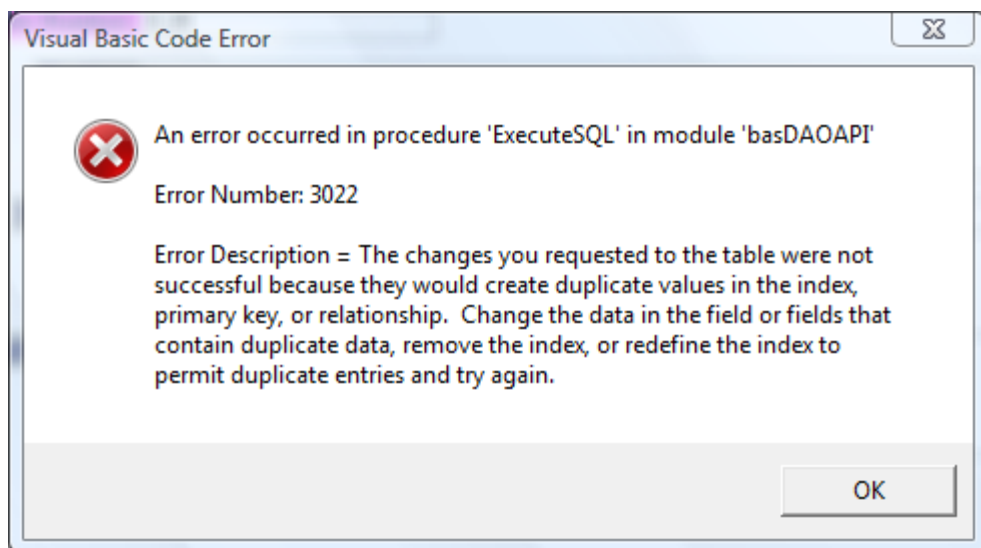 Visual Basic Code Error
An error occurred in procedure 'ExecuteSQL' in module 'basDAOAPI'
Error Number: 3022
Error Description = The changes you requested to the table were not
successful because they would create duplicate values in the index,
primary key, or relationship.  Change the data in the field or fields that
contain duplicate data, remove the index, or redefine the index to
permit duplicate entries and try again.
OK